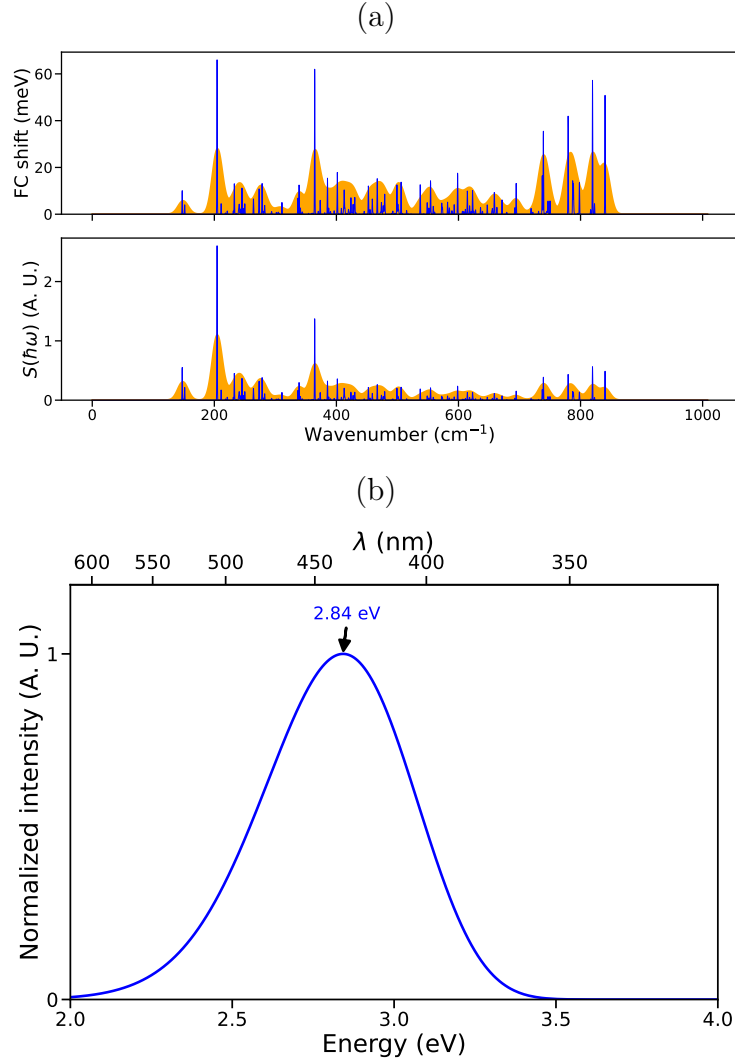 (a)
FC shift (meV)
60
40
20
0
S(ħω) (A. U.)
2
1
0
0 200 400 600 800 1000
Wavenumber (cm⁻¹)
(b)
λ (nm)
600 550 500 450 400 350
2.84 eV
Normalized intensity (A. U.)
1
0
2.0 2.5 3.0 3.5 4.0
Energy (eV)